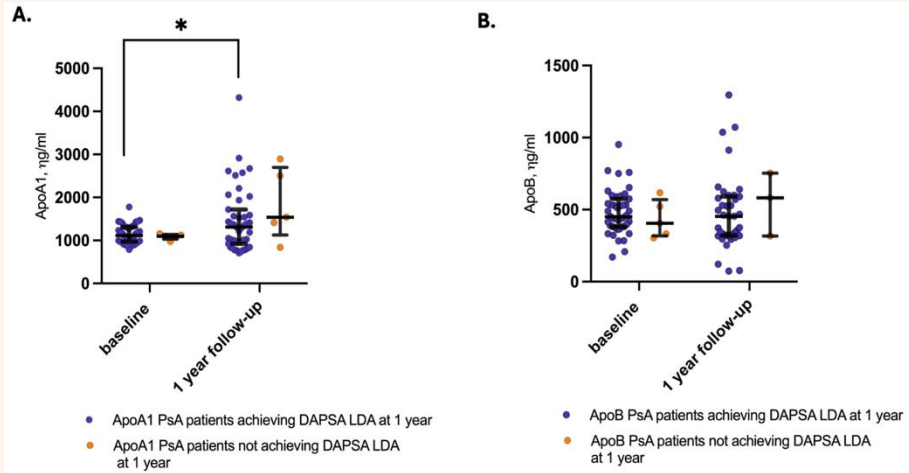 A.
*
ApoA1, ηg/ml
5000
4000
3000
2000
1000
0
baseline
1 year follow-up
ApoA1 PsA patients achieving DAPSA LDA at 1 year
ApoA1 PsA patients not achieving DAPSA LDA
at 1 year
B.
ApoB, ηg/ml
1500
1000
500
0
baseline
1 year follow-up
ApoB PsA patients achieving DAPSA LDA at 1 year
ApoB PsA patients not achieving DAPSA LDA
at 1 year